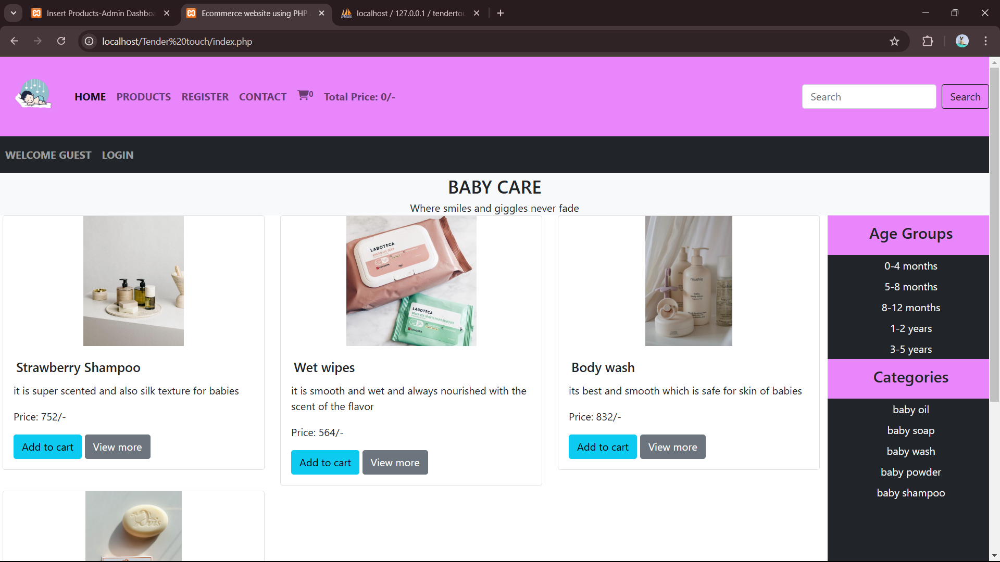 Insert Products-Admin Dashbo
Ecommerce website using PHP
localhost / 127.0.0.1 / tendertou
localhost/Tender%20touch/index.php
HOME PRODUCTS REGISTER CONTACT 0 Total Price: 0/-
Search
Search
WELCOME GUEST LOGIN
BABY CARE
Where smiles and giggles never fade
LABOTICA
LEADERS
LABOTICA
LEADERS
mushie
Strawberry Shampoo
it is super scented and also silk texture for babies
Price: 752/-
Add to cart View more
Wet wipes
it is smooth and wet and always nourished with the
scent of the flavor
Price: 564/-
Add to cart View more
Body wash
its best and smooth which is safe for skin of babies
Price: 832/-
Add to cart View more
Age Groups
0-4 months
5-8 months
8-12 months
1-2 years
3-5 years
Categories
baby oil
baby soap
baby wash
baby powder
baby shampoo